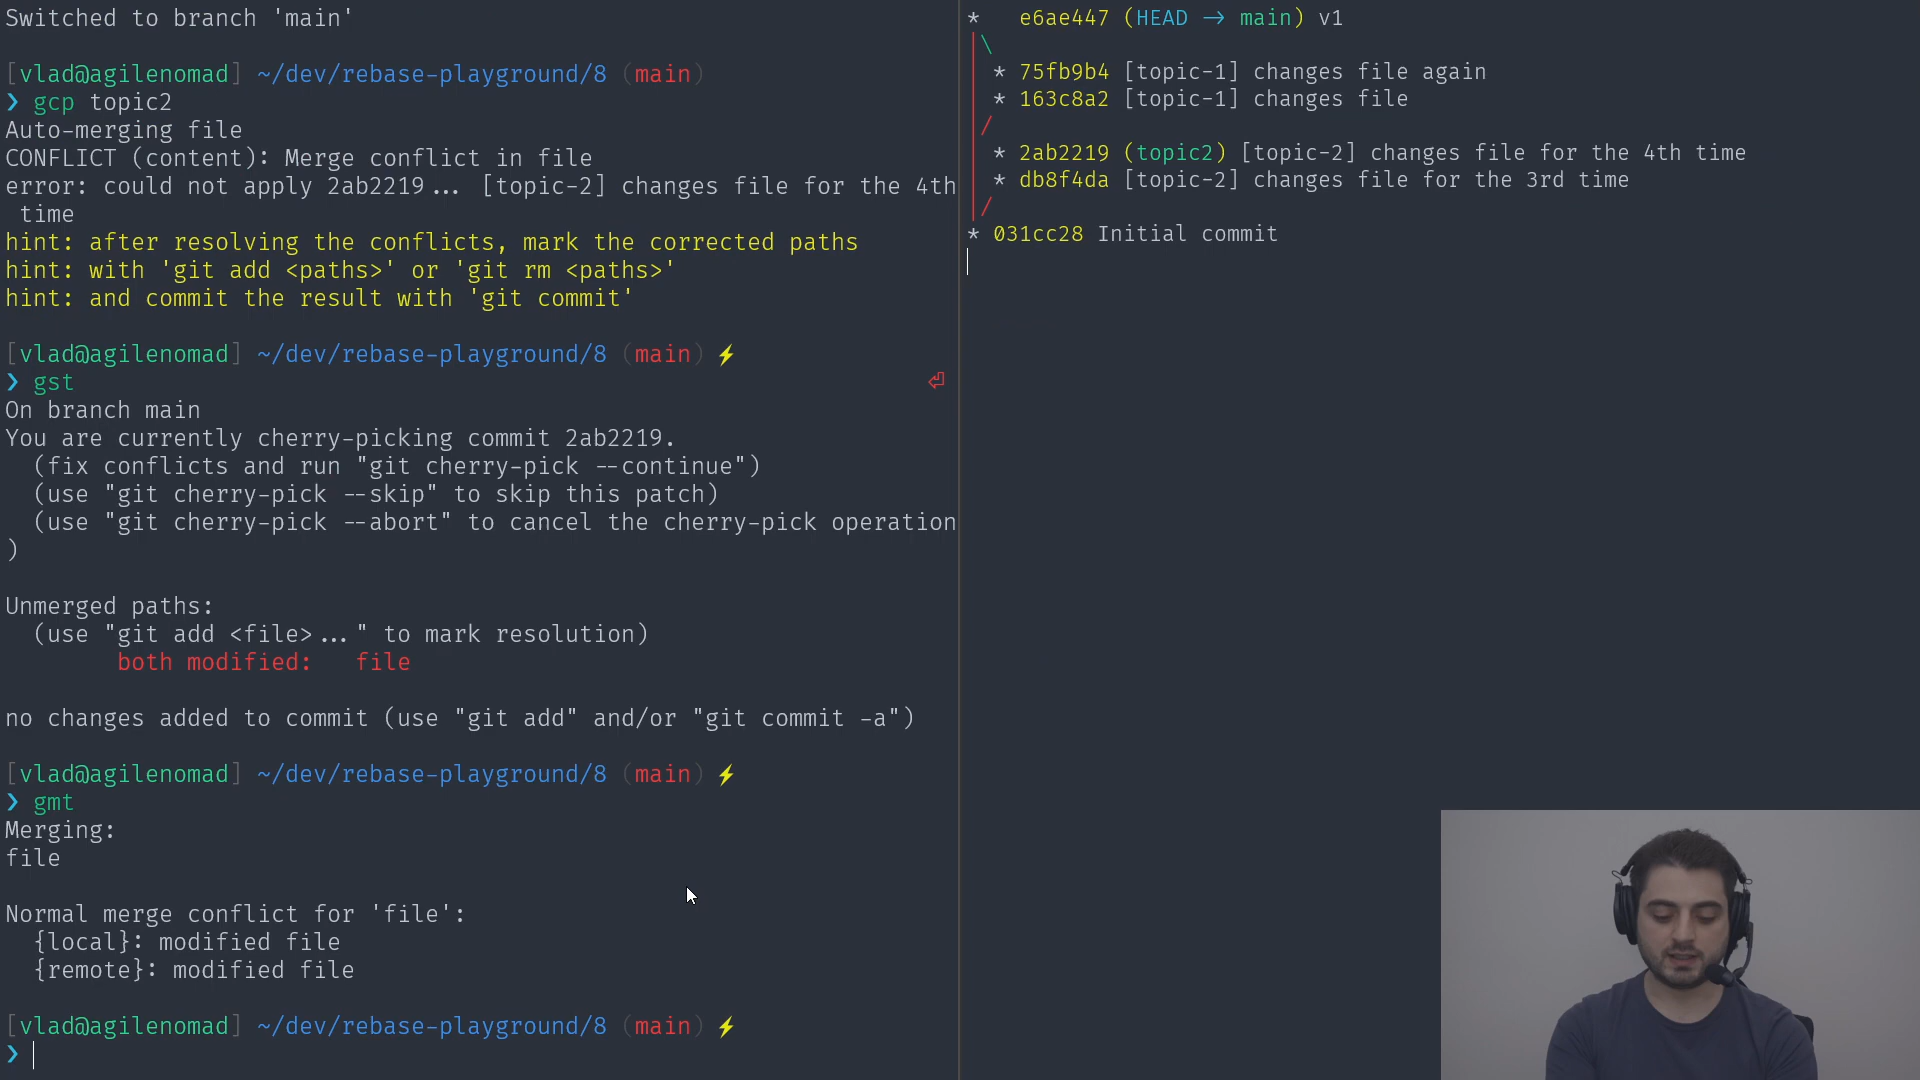 Switched to branch 'main'
[vlad@agilenomad] ~/dev/rebase-playground/8 (main)
❯ gcp topic2
Auto-merging file
CONFLICT (content): Merge conflict in file
error: could not apply 2ab2219... [topic-2] changes file for the 4th
 time
hint: after resolving the conflicts, mark the corrected paths
hint: with 'git add <paths>' or 'git rm <paths>'
hint: and commit the result with 'git commit'
[vlad@agilenomad] ~/dev/rebase-playground/8 (main) ⚡
❯ gst
On branch main
You are currently cherry-picking commit 2ab2219.
  (fix conflicts and run "git cherry-pick --continue")
  (use "git cherry-pick --skip" to skip this patch)
  (use "git cherry-pick --abort" to cancel the cherry-pick operation
)
Unmerged paths:
  (use "git add <file>..." to mark resolution)
        both modified:   file
no changes added to commit (use "git add" and/or "git commit -a")
[vlad@agilenomad] ~/dev/rebase-playground/8 (main) ⚡
❯ gmt
Merging:
file
Normal merge conflict for 'file':
  {local}: modified file
  {remote}: modified file
[vlad@agilenomad] ~/dev/rebase-playground/8 (main) ⚡
❯
*   e6ae447 (HEAD -> main) v1
|\
| * 75fb9b4 [topic-1] changes file again
| * 163c8a2 [topic-1] changes file
|/
| * 2ab2219 (topic2) [topic-2] changes file for the 4th time
| * db8f4da [topic-2] changes file for the 3rd time
|/
* 031cc28 Initial commit